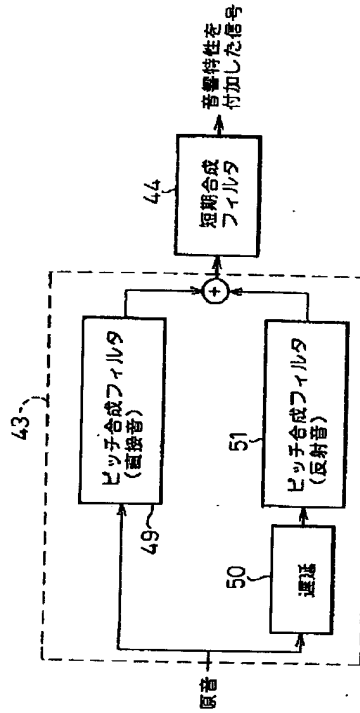 43
原音
49
ピッチ合成フィルタ
(直接音)
50
遅延
51
ピッチ合成フィルタ
(反射音)
+
44
短期合成
フィルタ
音響特性を
付加した信号